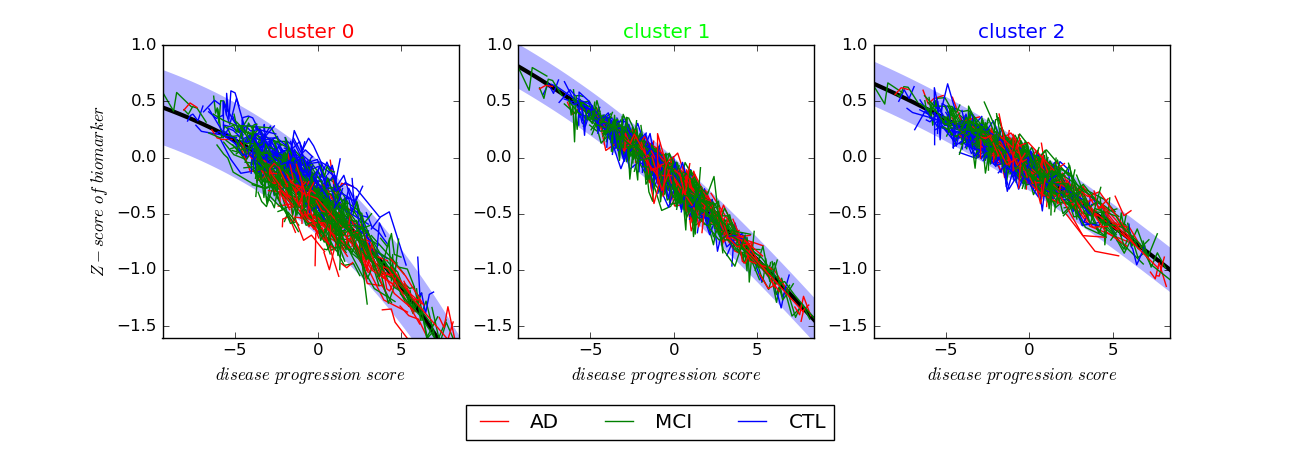 cluster 0 cluster 1 cluster 2
1.0 1.0 1.0
0.5 0.5 0.5
0.0 0.0 0.0
−0.5 −0.5 −0.5
−1.0 −1.0 −1.0
−1.5 −1.5 −1.5
Z − score of biomarker
−5 0 5 −5 0 5 −5 0 5
disease progression score disease progression score disease progression score
AD MCI CTL